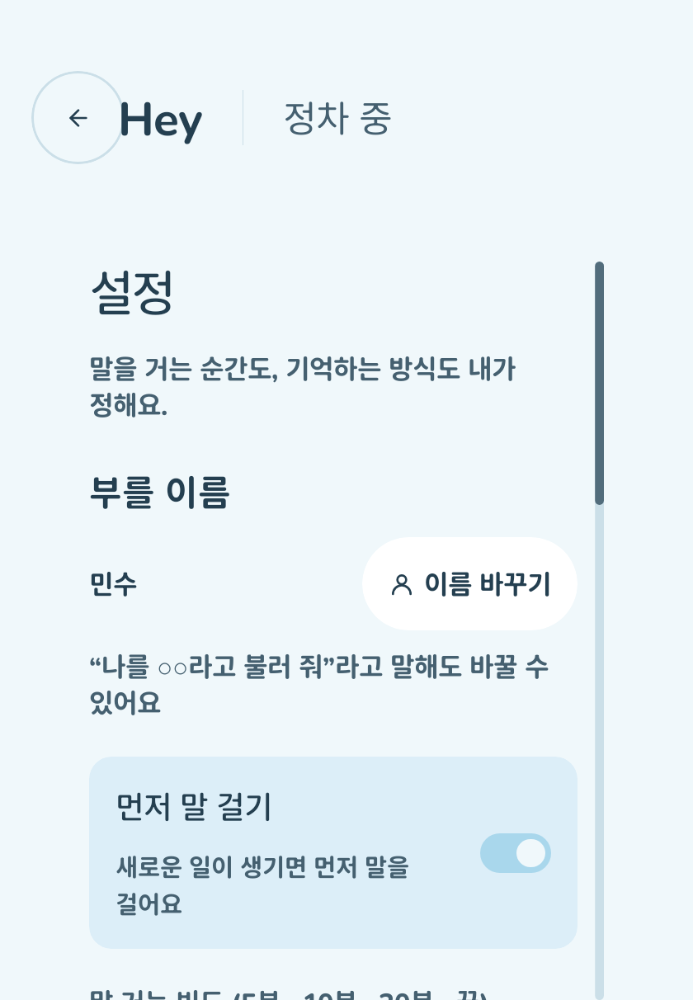 Hey
정차 중
설정
말을 거는 순간도, 기억하는 방식도 내가
정해요.
부를 이름
민수
이름 바꾸기
“나를 ○○라고 불러 줘”라고 말해도 바꿀 수
있어요
먼저 말 걸기
새로운 일이 생기면 먼저 말을
걸어요